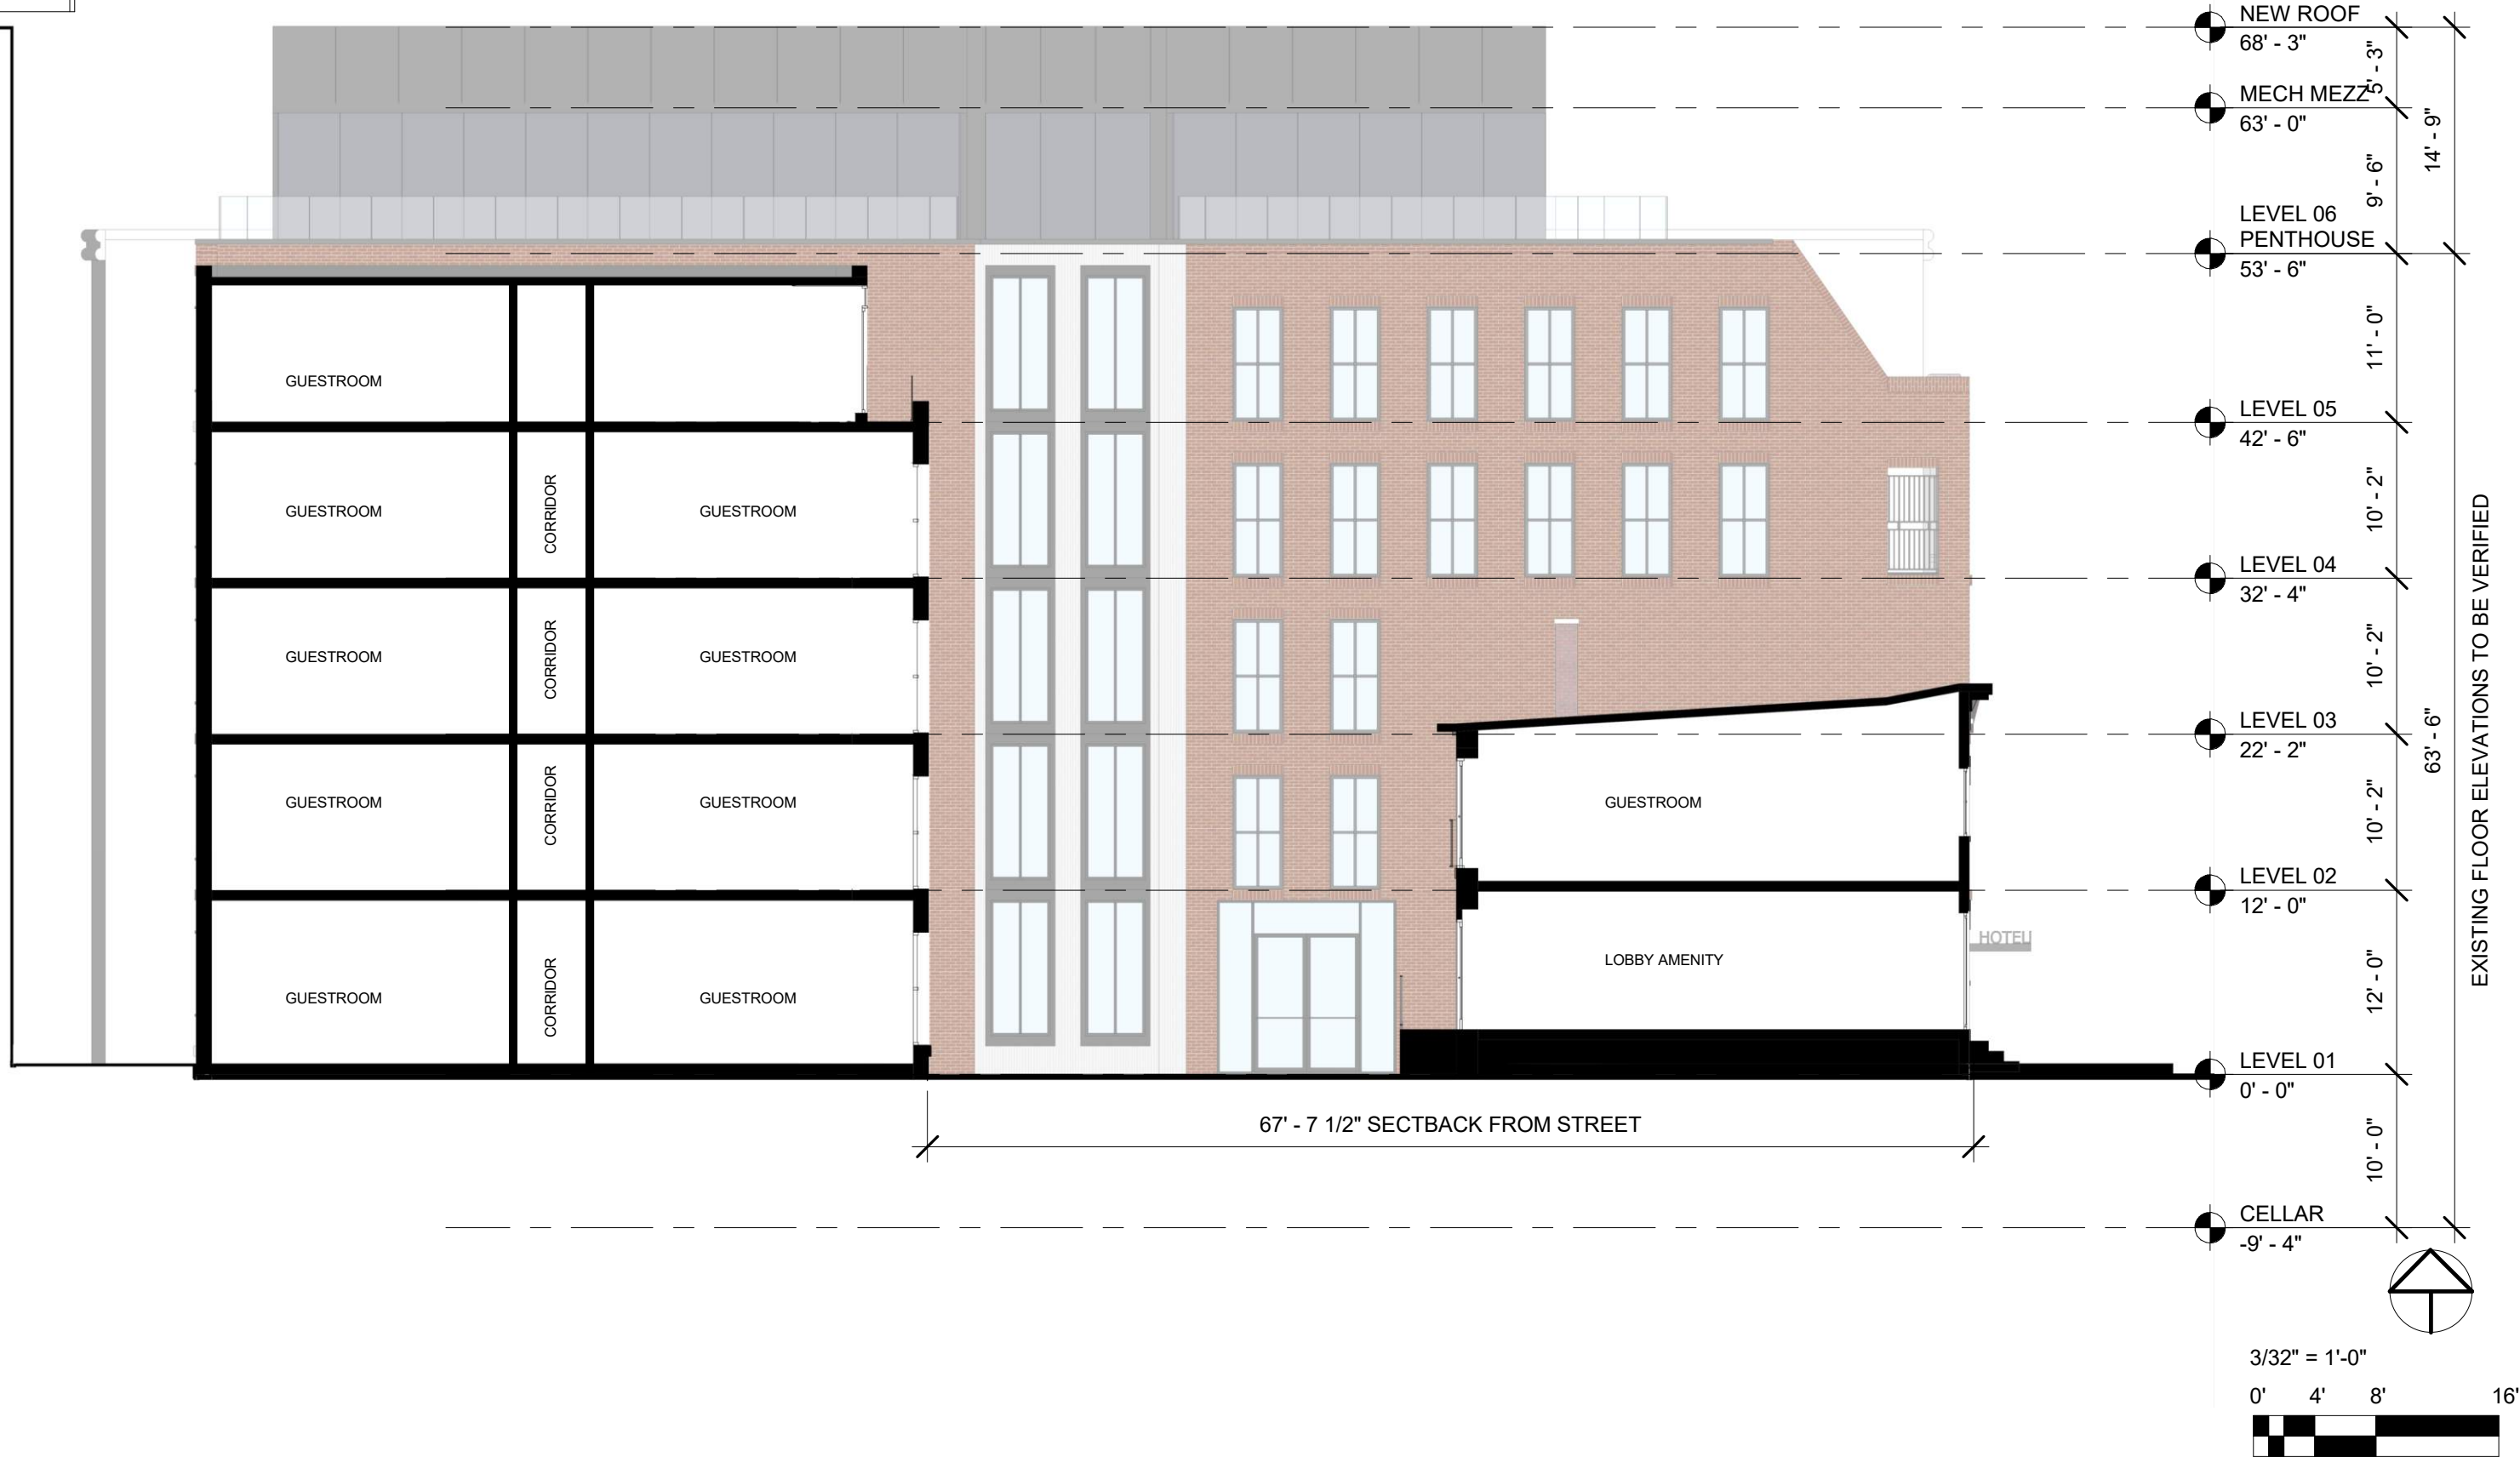 NEW ROOF
68' - 3"
5' - 3"
MECH MEZZ
63' - 0"
14' - 9"
9' - 6"
LEVEL 06
PENTHOUSE
53' - 6"
11' - 0"
GUESTROOM
LEVEL 05
42' - 6"
GUESTROOM
CORRIDOR
GUESTROOM
10' - 2"
LEVEL 04
32' - 4"
GUESTROOM
CORRIDOR
GUESTROOM
10' - 2"
LEVEL 03
22' - 2"
63' - 6"
EXISTING FLOOR ELEVATIONS TO BE VERIFIED
GUESTROOM
CORRIDOR
GUESTROOM
GUESTROOM
10' - 2"
LEVEL 02
12' - 0"
HOTEL
LOBBY AMENITY
GUESTROOM
CORRIDOR
GUESTROOM
12' - 0"
LEVEL 01
0' - 0"
67' - 7 1/2" SECTBACK FROM STREET
10' - 0"
CELLAR
-9' - 4"
3/32" = 1'-0"
0' 4' 8' 16'